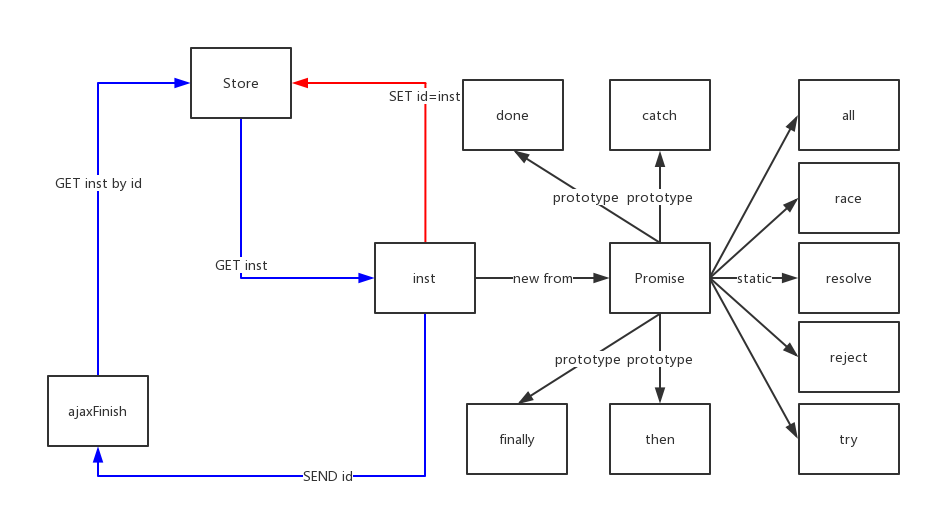 Store
SET id=inst
done
catch
all
GET inst by id
prototype
prototype
race
GET inst
inst
new from
Promise
static
resolve
prototype
prototype
reject
ajaxFinish
finally
then
try
SEND id